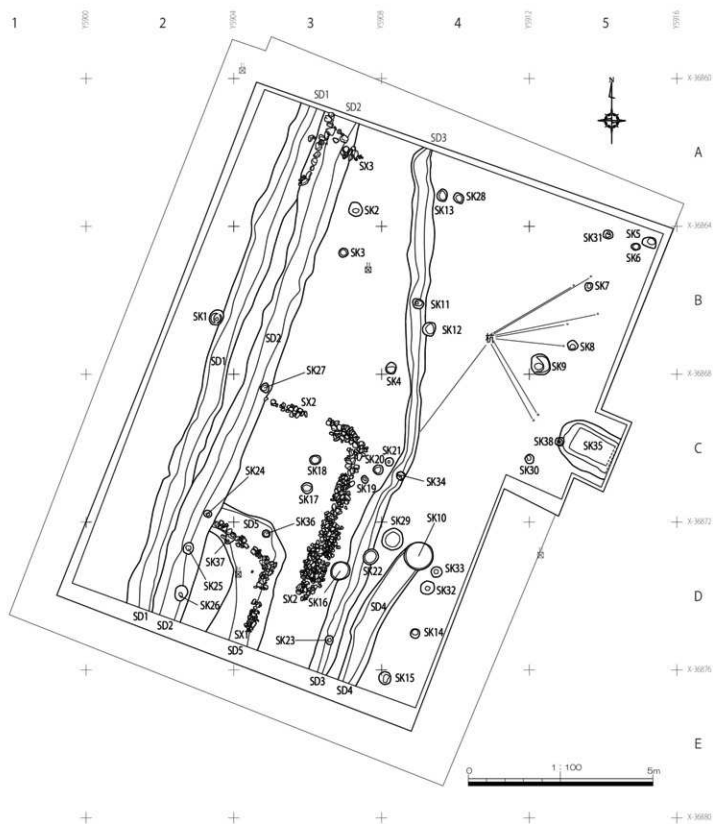 1 2 3 4 5
Y5900 Y5904 Y5908 Y5912 Y5916
X-36860
N
A
SD1
SD2
SD3
SX3
SK13 SK28
SK2
X-36864
SK31 SK5
SK6
SK3
B
SK7
SK11
SK1
SK12
杭
SD2
SK8
SD1
SK9
SK27
SK4
X-36868
SX2
SK38 SK35
C
SK24
SK18
SK20 SK21
SK30
SK17
SK19
SK34
SD5 SK36
SK29 SK10
X-36872
SK37
SK25
SX2
SK22
SK33
SK32
D
SK26
SK16
SD4
SD1
SD2
SX1
SD5
SK23
SK14
SD3
SD4
SK15
X-36876
E
0 1 : 100 5m
X-36880